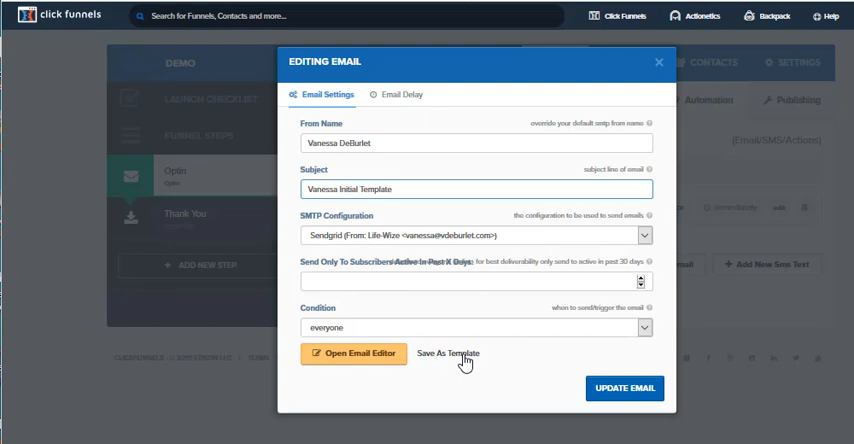 click funnels
Search for Funnels, Contacts and more...
Click Funnels
Actionetics
Backpack
Help
DEMO
CONTACTS
SETTINGS
EDITING EMAIL
LAUNCH CHECKLIST
Automation
Publishing
FUNNEL STEPS
Email Settings
Email Delay
From Name
override your default smtp from name
Vanessa DeBurlet
(Email/SMS/Actions)
Optin
Optin
Subject
subject line of email
Vanessa Initial Template
Thank You
immediately
edit
SMTP Configuration
the configuration to be used to send emails
Sendgrid (From: Life-Wize <vanessa@vdeburlet.com>)
Send Only To Subscribers Active In Past X Days:
for best deliverability only send to active in past 30 days
ADD NEW STEP
Add New Sms Text
Condition
when to send/trigger the email
everyone
Open Email Editor
Save As Template
UPDATE EMAIL